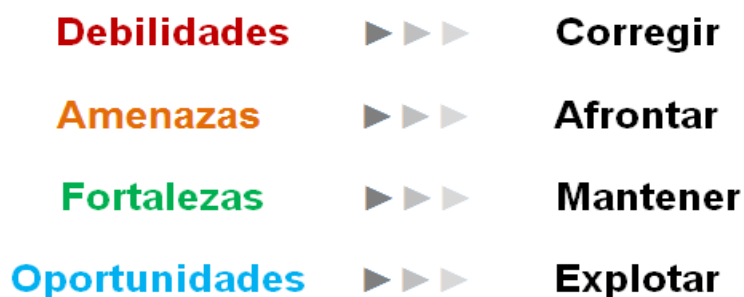 Debilidades ►►► Corregir
Amenazas ►►► Afrontar
Fortalezas ►►► Mantener
Oportunidades ►►► Explotar